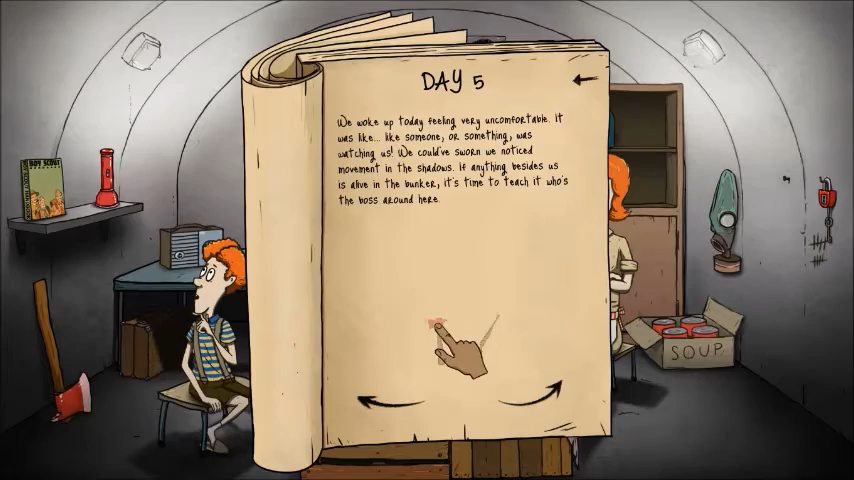 DAY 5
We woke up today feeling very uncomfortable. It
was like... like someone, or something, was
watching us! We could've sworn we noticed
movement in the shadows. If anything besides us
is alive in the bunker, it's time to teach it who's
the boss around here.
BOY SCOUT
SOUP